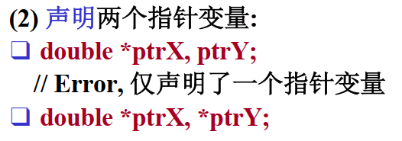 (2) 声明两个指针变量:
❑ double *ptrX, ptrY;
// Error, 仅声明了一个指针变量
❑ double *ptrX, *ptrY;